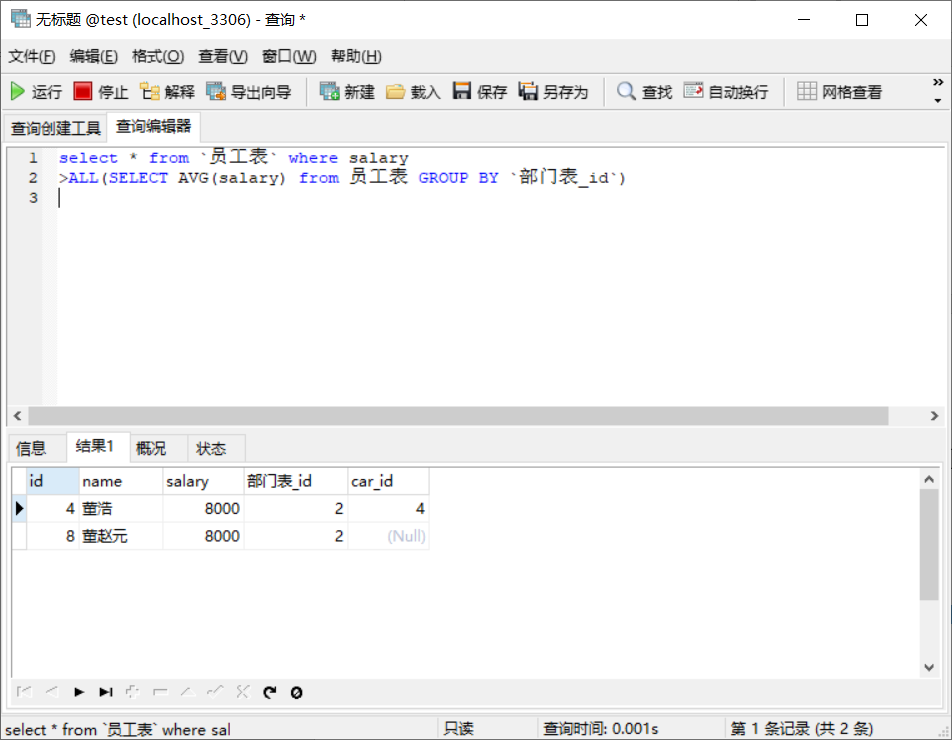 无标题 @test (localhost_3306) - 查询 *
文件(F) 编辑(E) 格式(O) 查看(V) 窗口(W) 帮助(H)
运行 停止 解释 导出向导 新建 载入 保存 另存为 查找 自动换行 网格查看 »
查询创建工具 查询编辑器
1 select * from `员工表` where salary
2 >ALL(SELECT AVG(salary) from 员工表 GROUP BY `部门表_id`)
3
信息 结果1 概况 状态
id name salary 部门表_id car_id
4 董浩 8000 2 4
8 董赵元 8000 2 (Null)
select * from `员工表` where sal 只读 查询时间: 0.001s 第 1 条记录 (共 2 条)